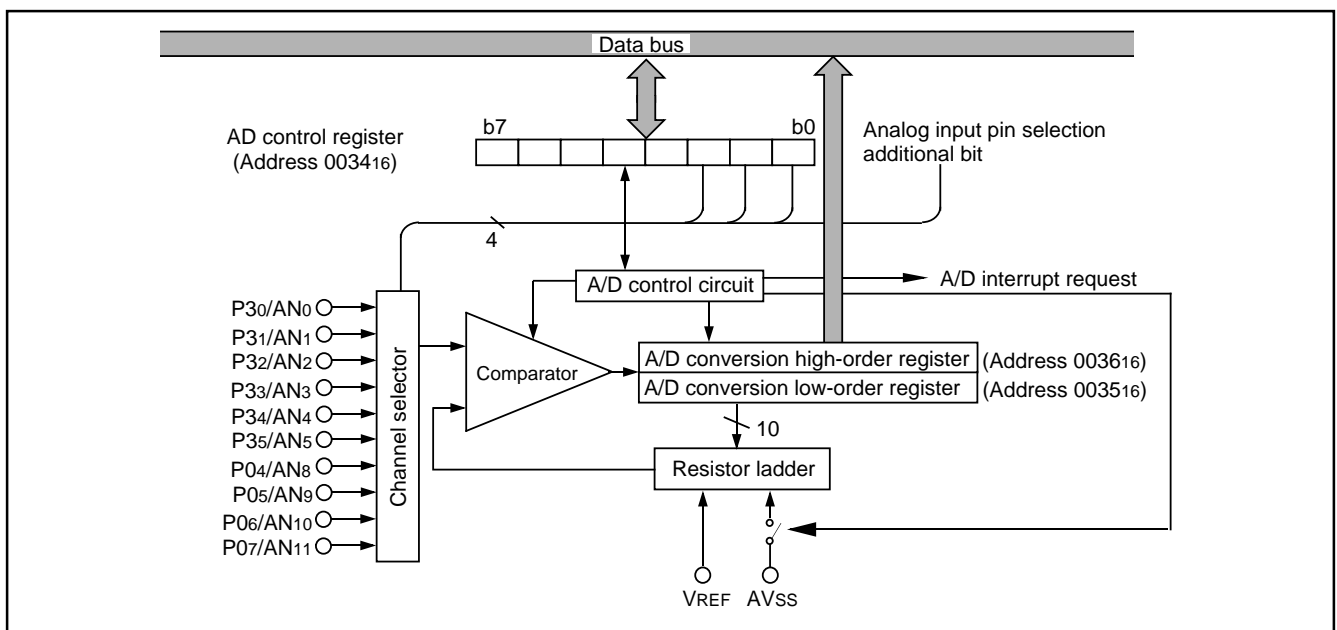 Data bus
b7
b0
AD control register
(Address 003416)
Analog input pin selection
additional bit
4
A/D control circuit
A/D interrupt request
P30/AN0
P31/AN1
P32/AN2
P33/AN3
P34/AN4
P35/AN5
P04/AN8
P05/AN9
P06/AN10
P07/AN11
Channel selector
Comparator
A/D conversion high-order register
(Address 003616)
A/D conversion low-order register
(Address 003516)
10
Resistor ladder
VREF
AVSS